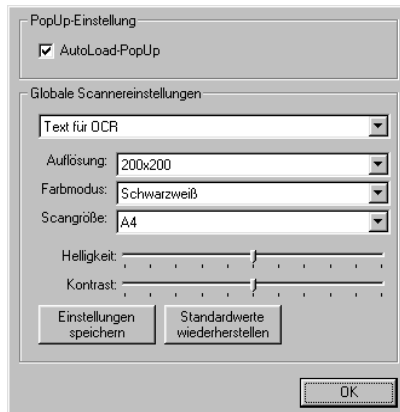 PopUp-Einstellung
AutoLoad-PopUp
Globale Scannereinstellungen
Text für OCR
Auflösung: 200x200
Farbmodus: Schwarzweiß
Scangröße: A4
Helligkeit:
Kontrast:
Einstellungen speichern
Standardwerte wiederherstellen
OK